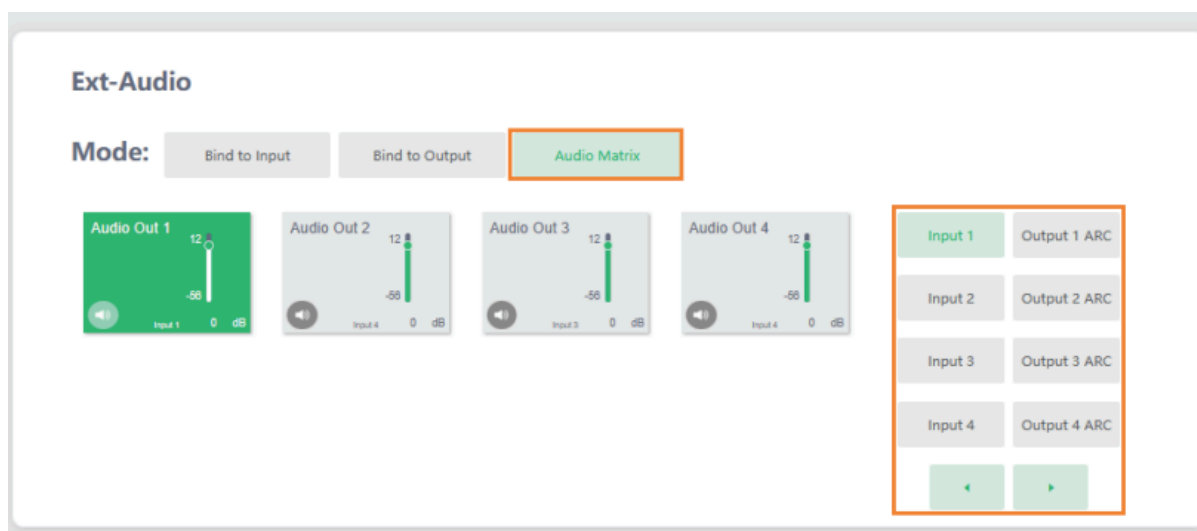 Ext-Audio
Mode:
Bind to Input
Bind to Output
Audio Matrix
Audio Out 1
12
-56
Input 1 0 dB
Audio Out 2
12
-56
Input 4 0 dB
Audio Out 3
12
-56
Input 3 0 dB
Audio Out 4
12
-56
Input 4 0 dB
Input 1
Output 1 ARC
Input 2
Output 2 ARC
Input 3
Output 3 ARC
Input 4
Output 4 ARC